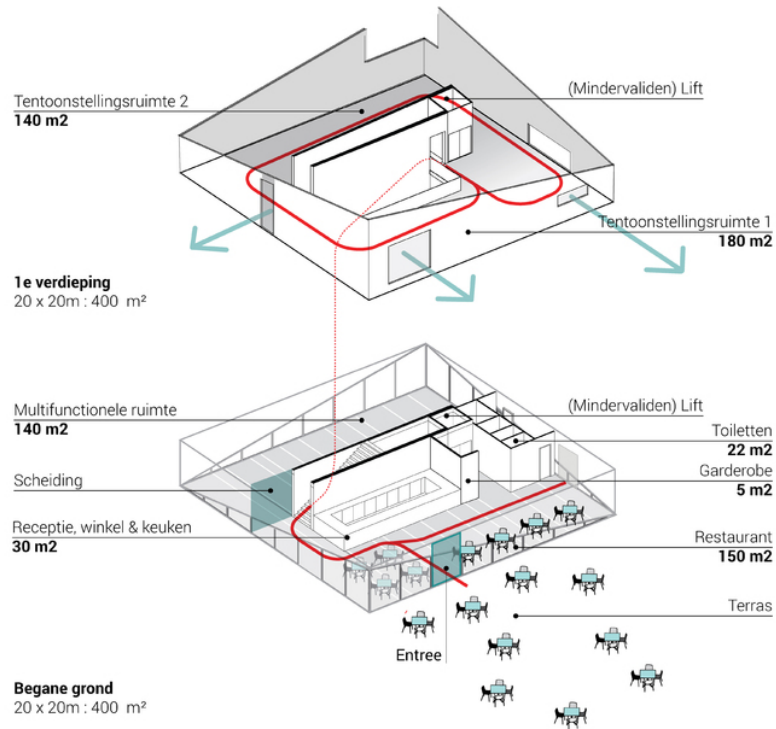 Tentoonstellingsruimte 2
140 m2
(Mindervaliden) Lift
Tentoonstellingsruimte 1
180 m2
1e verdieping
20 x 20m : 400 m²
Multifunctionele ruimte
140 m2
(Mindervaliden) Lift
Toiletten
22 m2
Scheiding
Garderobe
5 m2
Receptie, winkel & keuken
30 m2
Restaurant
150 m2
Terras
Entree
Begane grond
20 x 20m : 400 m²